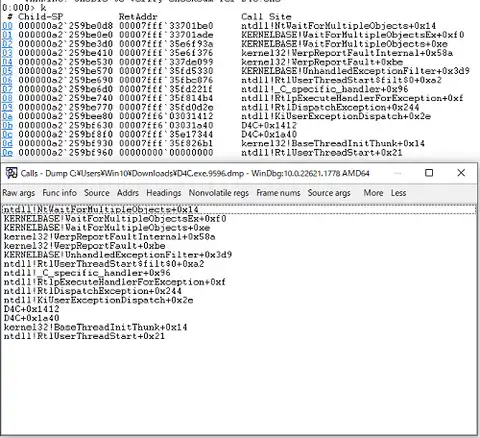 0:000> k
# Child-SP RetAddr Call Site
00 000000a2`259be0d8 00007fff`33701be0 ntdll!NtWaitForMultipleObjects+0x14
01 000000a2`259be0e0 00007fff`33701ade KERNELBASE!WaitForMultipleObjectsEx+0xf0
02 000000a2`259be3d0 00007fff`35e6f93a KERNELBASE!WaitForMultipleObjects+0xe
03 000000a2`259be410 00007fff`35e6f376 kernel32!WerpReportFaultInternal+0x58a
04 000000a2`259be530 00007fff`337de099 kernel32!WerpReportFault+0xbe
05 000000a2`259be570 00007fff`35fd5330 KERNELBASE!UnhandledExceptionFilter+0x3d9
06 000000a2`259be690 00007fff`35fbc876 ntdll!RtlUserThreadStart$filt$0+0xa2
07 000000a2`259be6d0 00007fff`35fd221f ntdll!_C_specific_handler+0x96
08 000000a2`259be740 00007fff`35f814b4 ntdll!RtlpExecuteHandlerForException+0xf
09 000000a2`259be770 00007fff`35fd0d2e ntdll!RtlDispatchException+0x244
0a 000000a2`259bee80 00007ff6`03031412 ntdll!KiUserExceptionDispatch+0x2e
0b 000000a2`259bf630 00007ff6`03031a40 D4C+0x1412
0c 000000a2`259bf8f0 00007fff`35e17344 D4C+0x1a40
0d 000000a2`259bf930 00007fff`35f826b1 kernel32!BaseThreadInitThunk+0x14
0e 000000a2`259bf960 00000000`00000000 ntdll!RtlUserThreadStart+0x21
Calls - Dump C:¥Users¥Win10¥Downloads¥D4C.exe.9596.dmp - WinDbg:10.0.22621.1778 AMD64
Raw args Func info Source Addrs Headings Nonvolatile regs Frame nums Source args More Less
ntdll!NtWaitForMultipleObjects+0x14
KERNELBASE!WaitForMultipleObjectsEx+0xf0
KERNELBASE!WaitForMultipleObjects+0xe
kernel32!WerpReportFaultInternal+0x58a
kernel32!WerpReportFault+0xbe
KERNELBASE!UnhandledExceptionFilter+0x3d9
ntdll!RtlUserThreadStart$filt$0+0xa2
ntdll!_C_specific_handler+0x96
ntdll!RtlpExecuteHandlerForException+0xf
ntdll!RtlDispatchException+0x244
ntdll!KiUserExceptionDispatch+0x2e
D4C+0x1412
D4C+0x1a40
kernel32!BaseThreadInitThunk+0x14
ntdll!RtlUserThreadStart+0x21